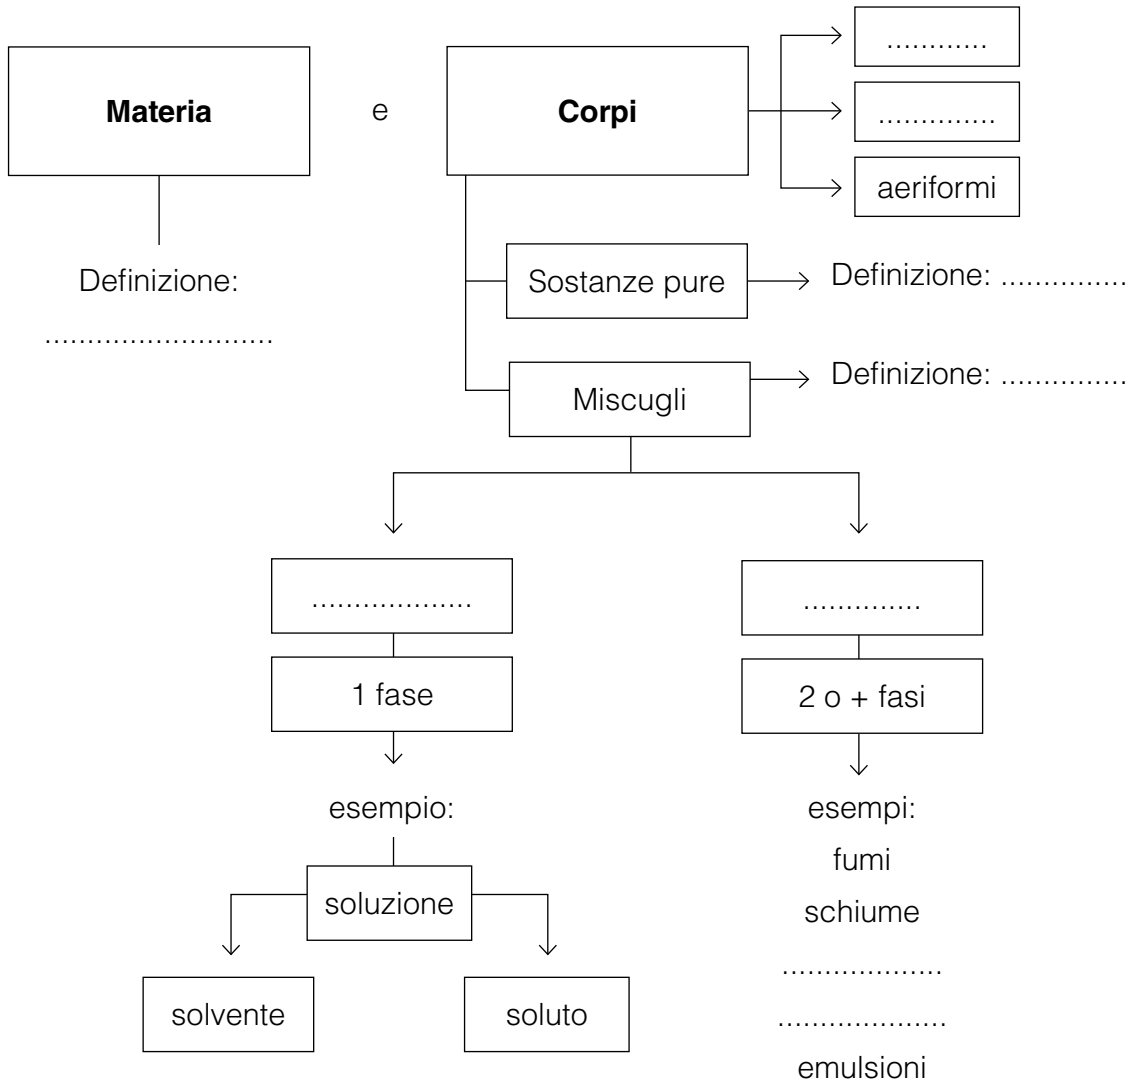 ............
Materia e Corpi
..............
aeriformi
Definizione:
...........................
Sostanze pure
Definizione: ...............
Miscugli
Definizione: ...............
...................
..............
1 fase
2 o + fasi
esempio:
esempi:
fumi
soluzione
schiume
...................
solvente
soluto
....................
emulsioni